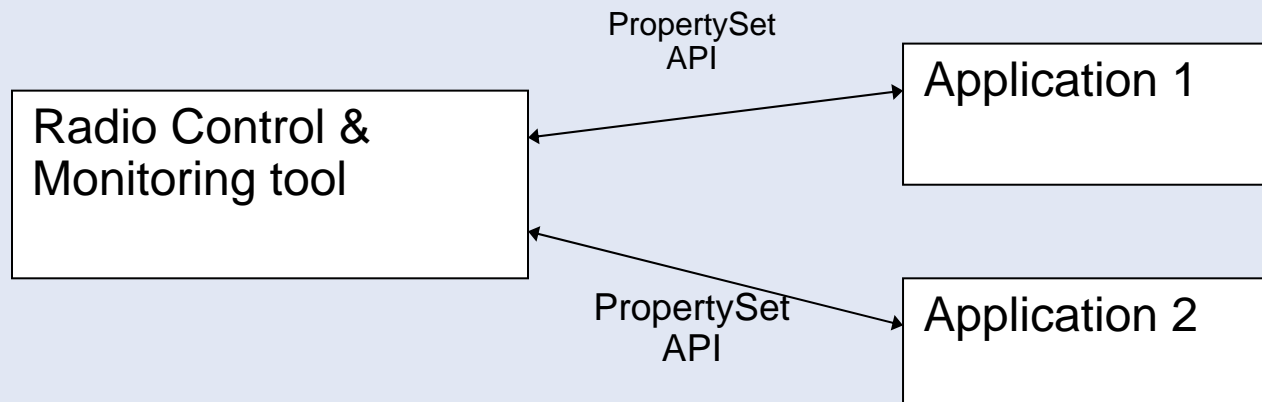 PropertySet
API
Application 1
Radio Control &
Monitoring tool
PropertySet
API
Application 2